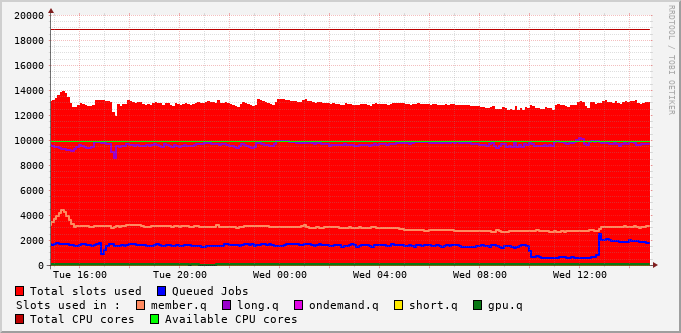 20000
18000
16000
14000
12000
10000
8000
6000
4000
2000
0
Tue 16:00 Tue 20:00 Wed 00:00 Wed 04:00 Wed 08:00 Wed 12:00
Total slots used Queued Jobs
Slots used in : member.q long.q ondemand.q short.q gpu.q
Total CPU cores Available CPU cores
RRDTOOL / TOBI OETIKER